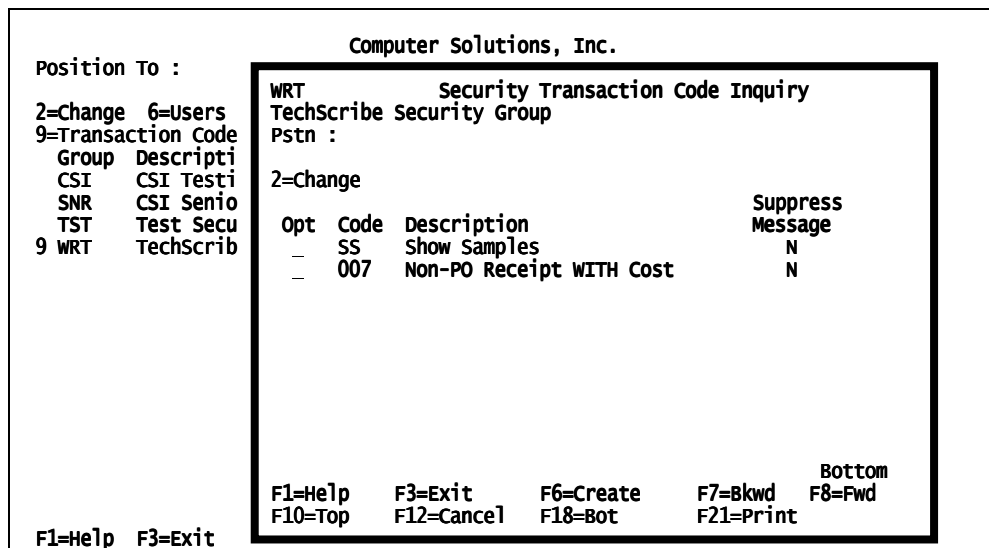 Computer Solutions, Inc.
Position To :
2=Change 6=Users
9=Transaction Code
Group Descripti
CSI CSI Testi
SNR CSI Senio
TST Test Secu
9 WRT TechScrib
F1=Help F3=Exit
WRT Security Transaction Code Inquiry
TechScribe Security Group
Pstn :
2=Change
Suppress
Opt Code Description Message
_ SS Show Samples N
_ 007 Non-PO Receipt WITH Cost N
Bottom
F1=Help F3=Exit F6=Create F7=Bkwd F8=Fwd
F10=Top F12=Cancel F18=Bot F21=Print